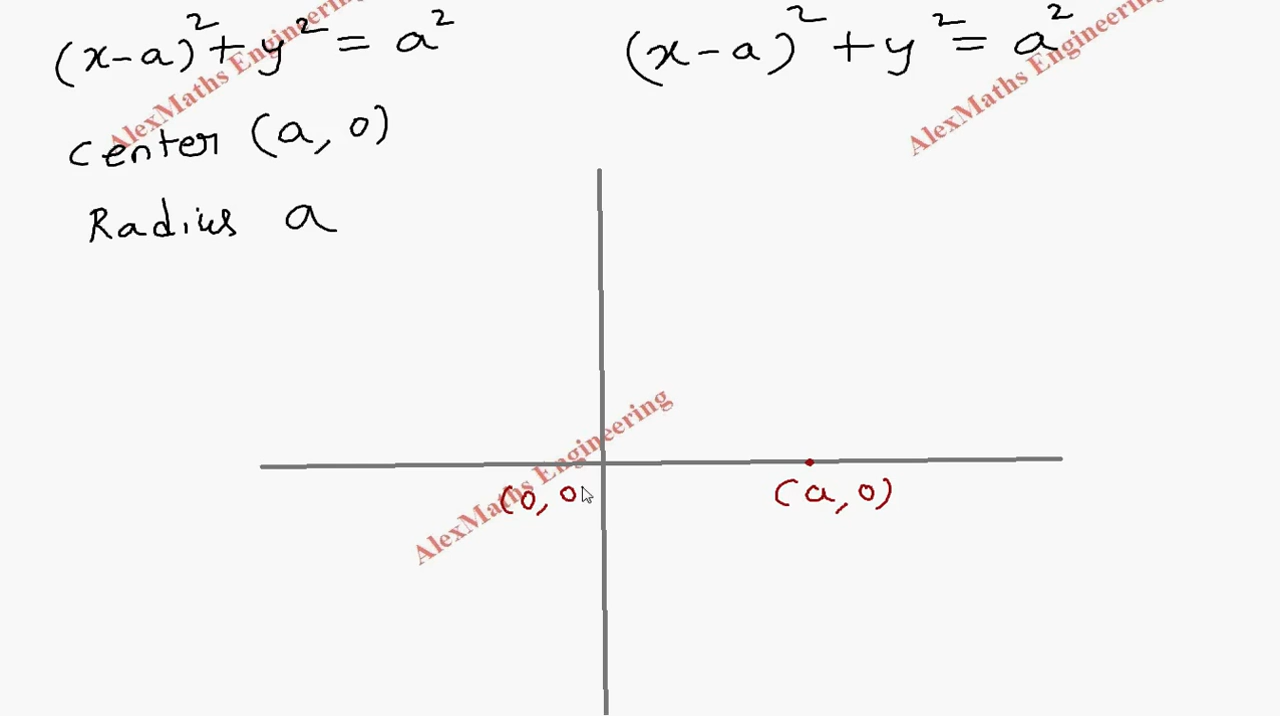 (x-a)² + y² = a²
(x-a)² + y² = a²
Center (a, 0)
Radius a
(0, 0
(a, 0)
AlexMaths Engineering
AlexMaths Engineering
AlexMaths Engineering